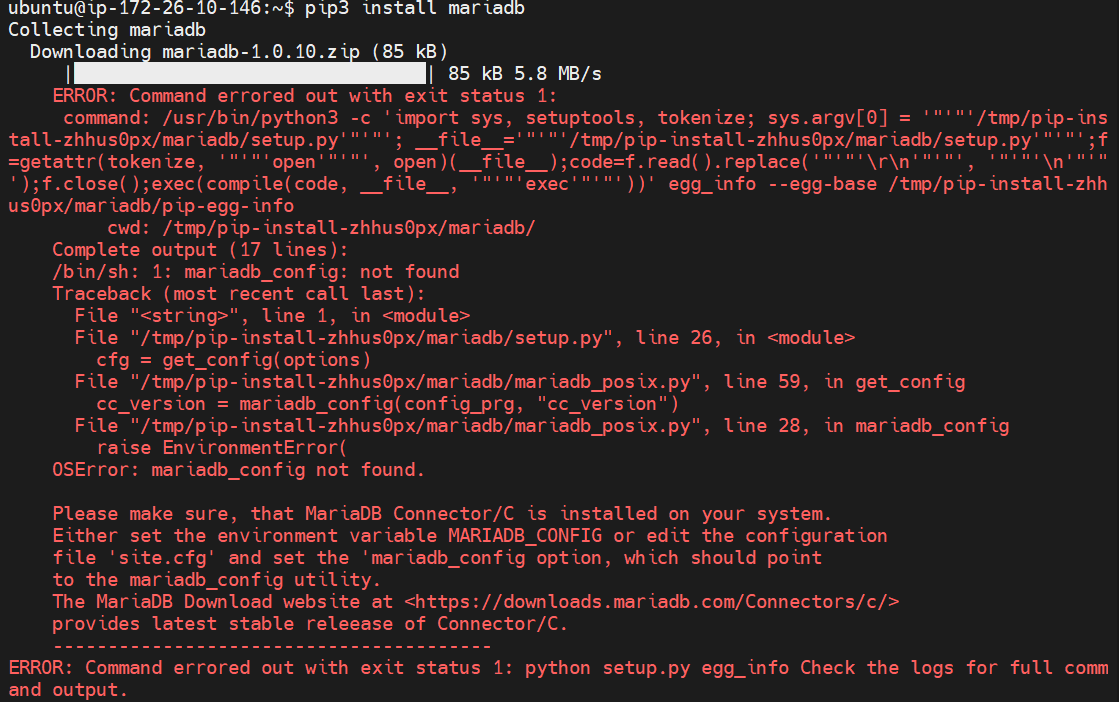 ubuntu@ip-172-26-10-146:~$ pip3 install mariadb
Collecting mariadb
  Downloading mariadb-1.0.10.zip (85 kB)
     |████████████████████████████████| 85 kB 5.8 MB/s
    ERROR: Command errored out with exit status 1:
     command: /usr/bin/python3 -c 'import sys, setuptools, tokenize; sys.argv[0] = '"'"'/tmp/pip-ins
tall-zhhus0px/mariadb/setup.py'"'"'; __file__='"'"'/tmp/pip-install-zhhus0px/mariadb/setup.py'"'"';f
=getattr(tokenize, '"'"'open'"'"', open)(__file__);code=f.read().replace('"'"'\r\n'"'"', '"'"'\n'"'"
');f.close();exec(compile(code, __file__, '"'"'exec'"'"'))' egg_info --egg-base /tmp/pip-install-zhh
us0px/mariadb/pip-egg-info
         cwd: /tmp/pip-install-zhhus0px/mariadb/
    Complete output (17 lines):
    /bin/sh: 1: mariadb_config: not found
    Traceback (most recent call last):
      File "<string>", line 1, in <module>
      File "/tmp/pip-install-zhhus0px/mariadb/setup.py", line 26, in <module>
        cfg = get_config(options)
      File "/tmp/pip-install-zhhus0px/mariadb/mariadb_posix.py", line 59, in get_config
        cc_version = mariadb_config(config_prg, "cc_version")
      File "/tmp/pip-install-zhhus0px/mariadb/mariadb_posix.py", line 28, in mariadb_config
        raise EnvironmentError(
    OSError: mariadb_config not found.

    Please make sure, that MariaDB Connector/C is installed on your system.
    Either set the environment variable MARIADB_CONFIG or edit the configuration
    file 'site.cfg' and set the 'mariadb_config option, which should point
    to the mariadb_config utility.
    The MariaDB Download website at <https://downloads.mariadb.com/Connectors/c/>
    provides latest stable releease of Connector/C.
    ----------------------------------------
ERROR: Command errored out with exit status 1: python setup.py egg_info Check the logs for full comm
and output.